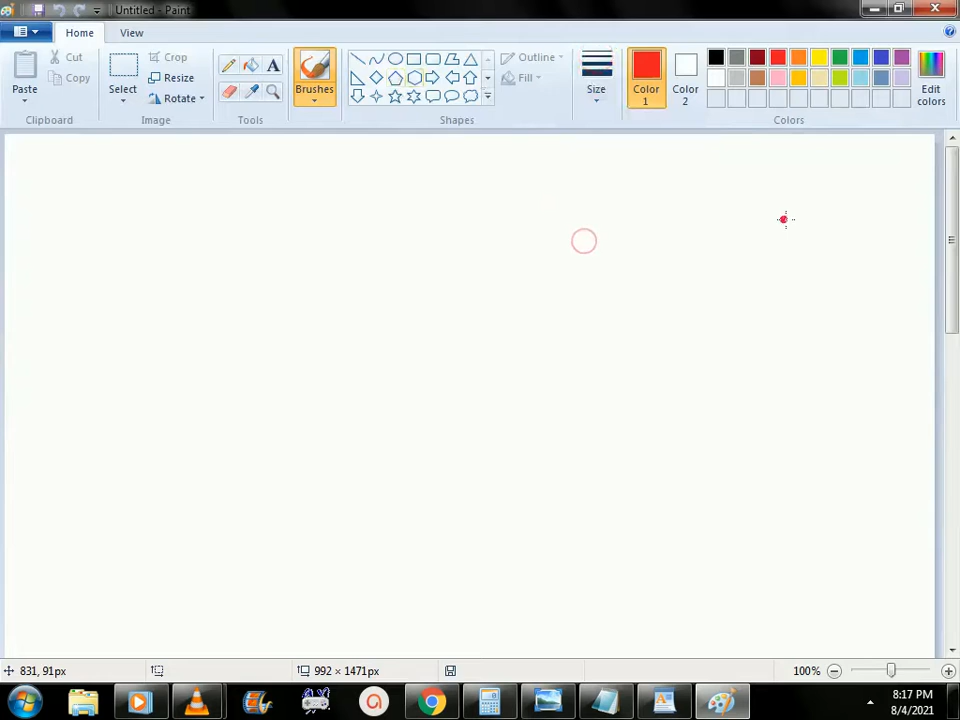 Untitled - Paint
Home View
Paste
Cut
Copy
Clipboard
Select
Crop
Resize
Rotate
Image
A
Tools
Brushes
Shapes
Outline
Fill
Size
Color 1
Color 2
Edit colors
Colors
831, 91px
992 × 1471px
100%
8:17 PM
8/4/2021